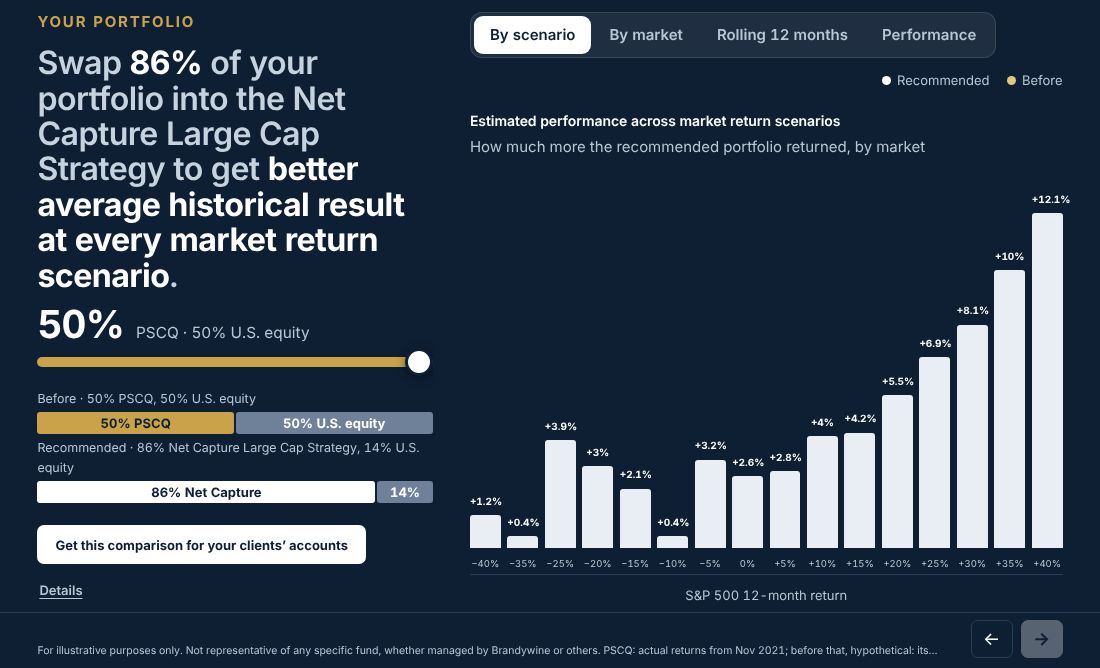 YOUR PORTFOLIO
Swap 86% of your
portfolio into the Net
Capture Large Cap
Strategy to get better
average historical result
at every market return
scenario.
50% PSCQ · 50% U.S. equity
Before · 50% PSCQ, 50% U.S. equity
50% PSCQ 50% U.S. equity
Recommended · 86% Net Capture Large Cap Strategy, 14% U.S.
equity
86% Net Capture 14%
Get this comparison for your clients’ accounts
Details
By scenario By market Rolling 12 months Performance
Recommended Before
Estimated performance across market return scenarios
How much more the recommended portfolio returned, by market
+1.2% +0.4% +3.9% +3% +2.1% +0.4% +3.2% +2.6% +2.8% +4% +4.2% +5.5% +6.9% +8.1% +10% +12.1%
−40% −35% −25% −20% −15% −10% −5% 0% +5% +10% +15% +20% +25% +30% +35% +40%
S&P 500 12-month return
For illustrative purposes only. Not representative of any specific fund, whether managed by Brandywine or others. PSCQ: actual returns from Nov 2021; before that, hypothetical: its…